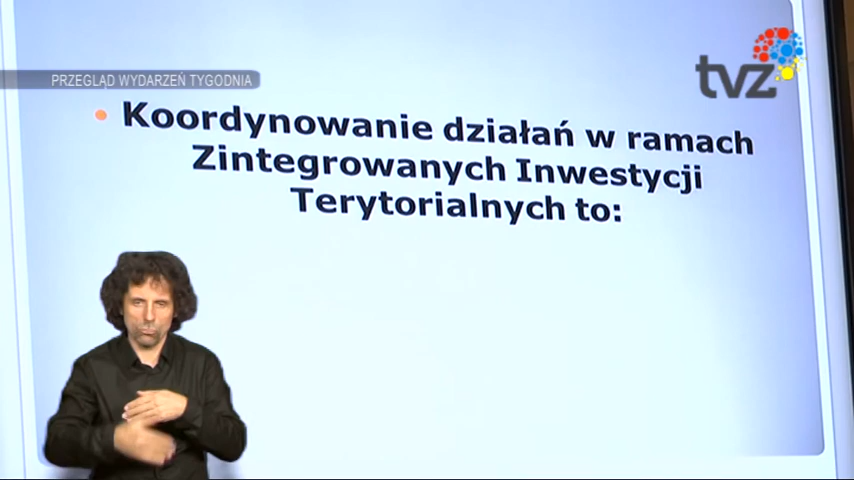 PRZEGLĄD WYDARZEŃ TYGODNIA
tvz
• Koordynowanie działań w ramach
Zintegrowanych Inwestycji
Terytorialnych to: